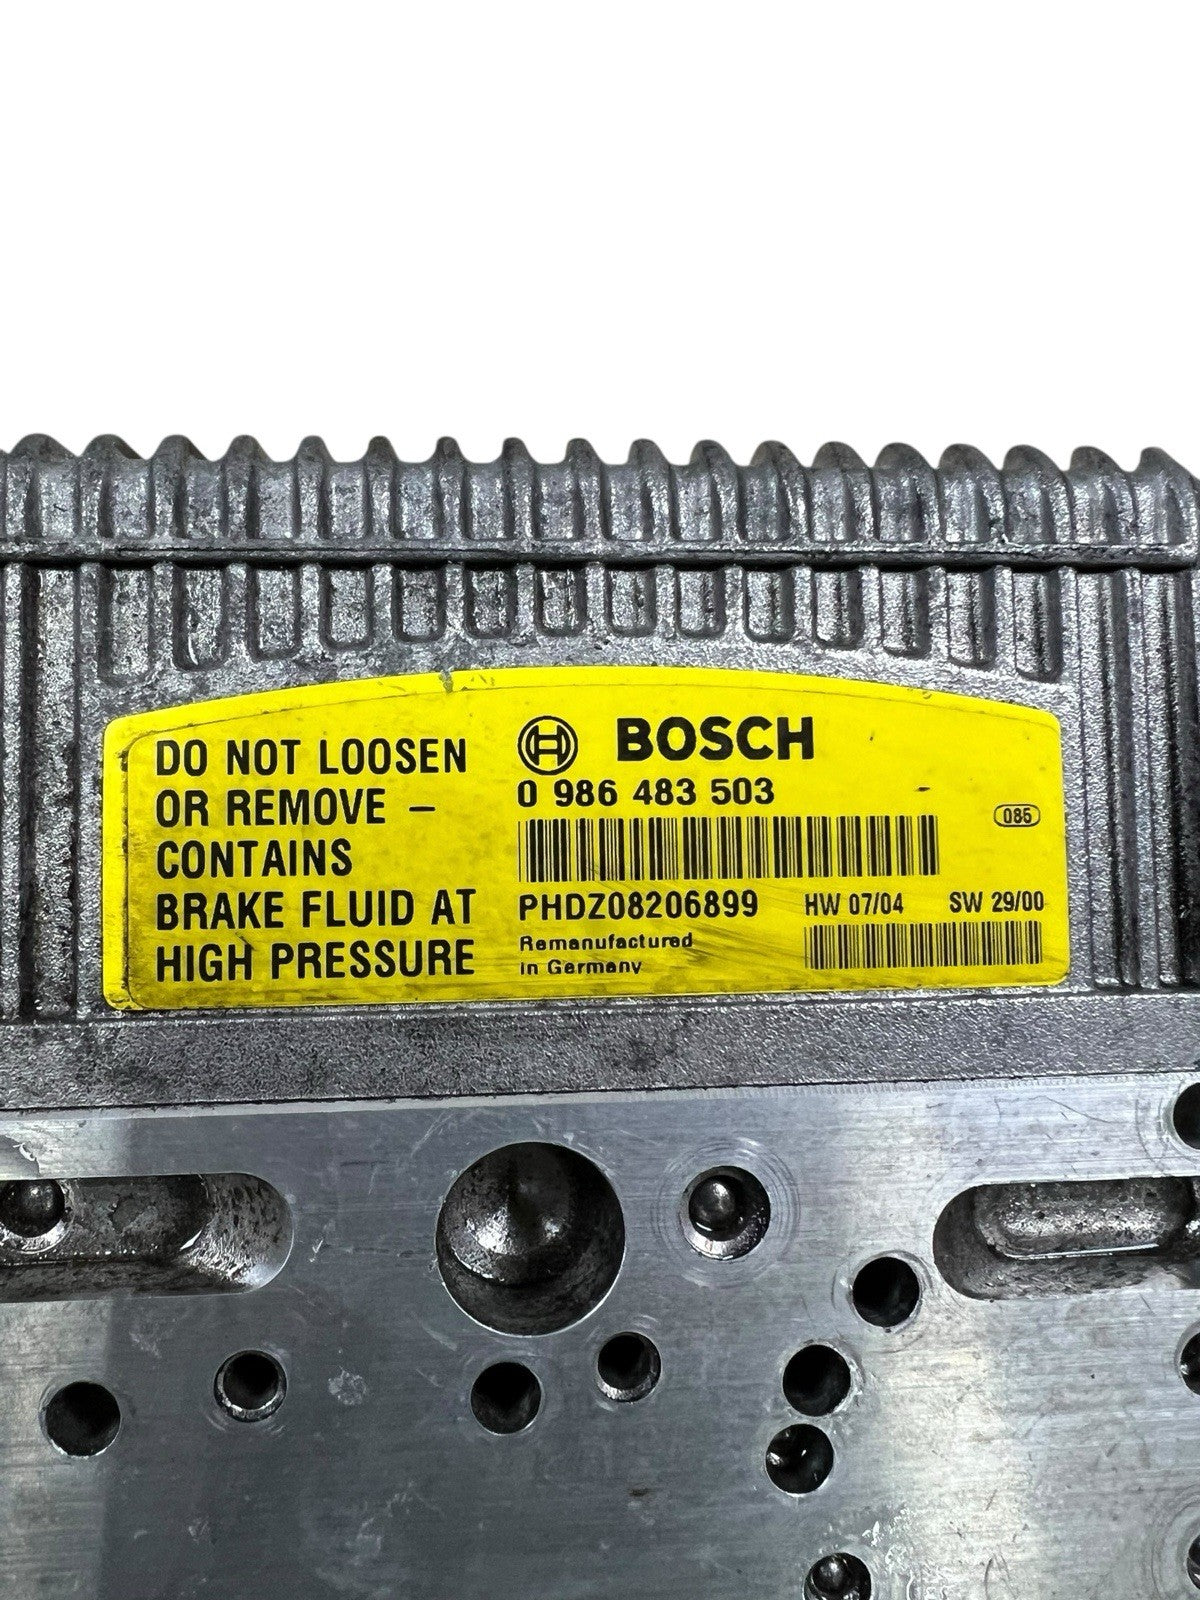 DO NOT LOOSEN
OR REMOVE –
CONTAINS
BRAKE FLUID AT
HIGH PRESSURE
BOSCH
0 986 483 503
085
PHDZ08206899
HW 07/04 SW 29/00
Remanufactured
in Germany